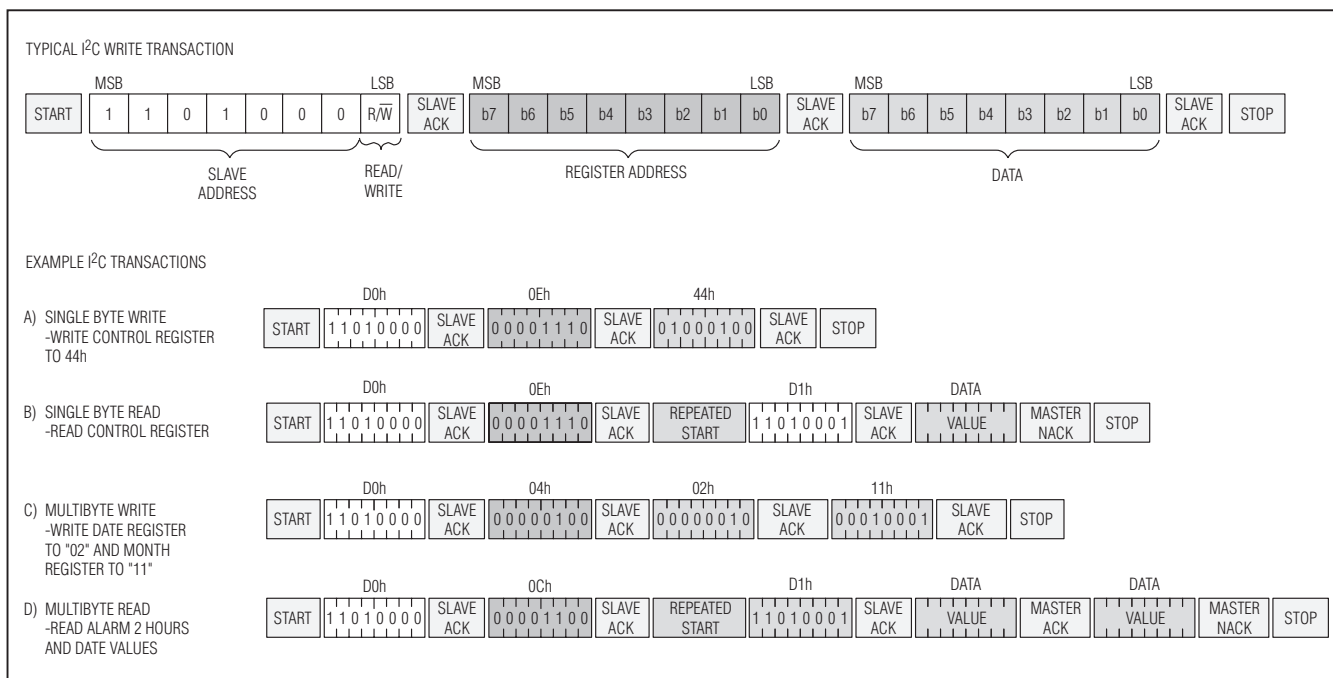 TYPICAL I2C WRITE TRANSACTION
MSB LSB MSB LSB MSB LSB
START 1 1 0 1 0 0 0 R/W̅ SLAVE ACK b7 b6 b5 b4 b3 b2 b1 b0 SLAVE ACK b7 b6 b5 b4 b3 b2 b1 b0 SLAVE ACK STOP
SLAVE ADDRESS READ/WRITE REGISTER ADDRESS DATA
EXAMPLE I2C TRANSACTIONS
D0h 0Eh 44h
A) SINGLE BYTE WRITE
-WRITE CONTROL REGISTER
TO 44h
START 11010000 SLAVE ACK 00001110 SLAVE ACK 01000100 SLAVE ACK STOP
D0h 0Eh D1h DATA
B) SINGLE BYTE READ
-READ CONTROL REGISTER
START 11010000 SLAVE ACK 00001110 SLAVE ACK REPEATED START 11010001 SLAVE ACK VALUE MASTER NACK STOP
D0h 04h 02h 11h
C) MULTIBYTE WRITE
-WRITE DATE REGISTER
TO "02" AND MONTH
REGISTER TO "11"
START 11010000 SLAVE ACK 00000100 SLAVE ACK 00000010 SLAVE ACK 00010001 SLAVE ACK STOP
D0h 0Ch D1h DATA DATA
D) MULTIBYTE READ
-READ ALARM 2 HOURS
AND DATE VALUES
START 11010000 SLAVE ACK 00001100 SLAVE ACK REPEATED START 11010001 SLAVE ACK VALUE MASTER ACK VALUE MASTER NACK STOP